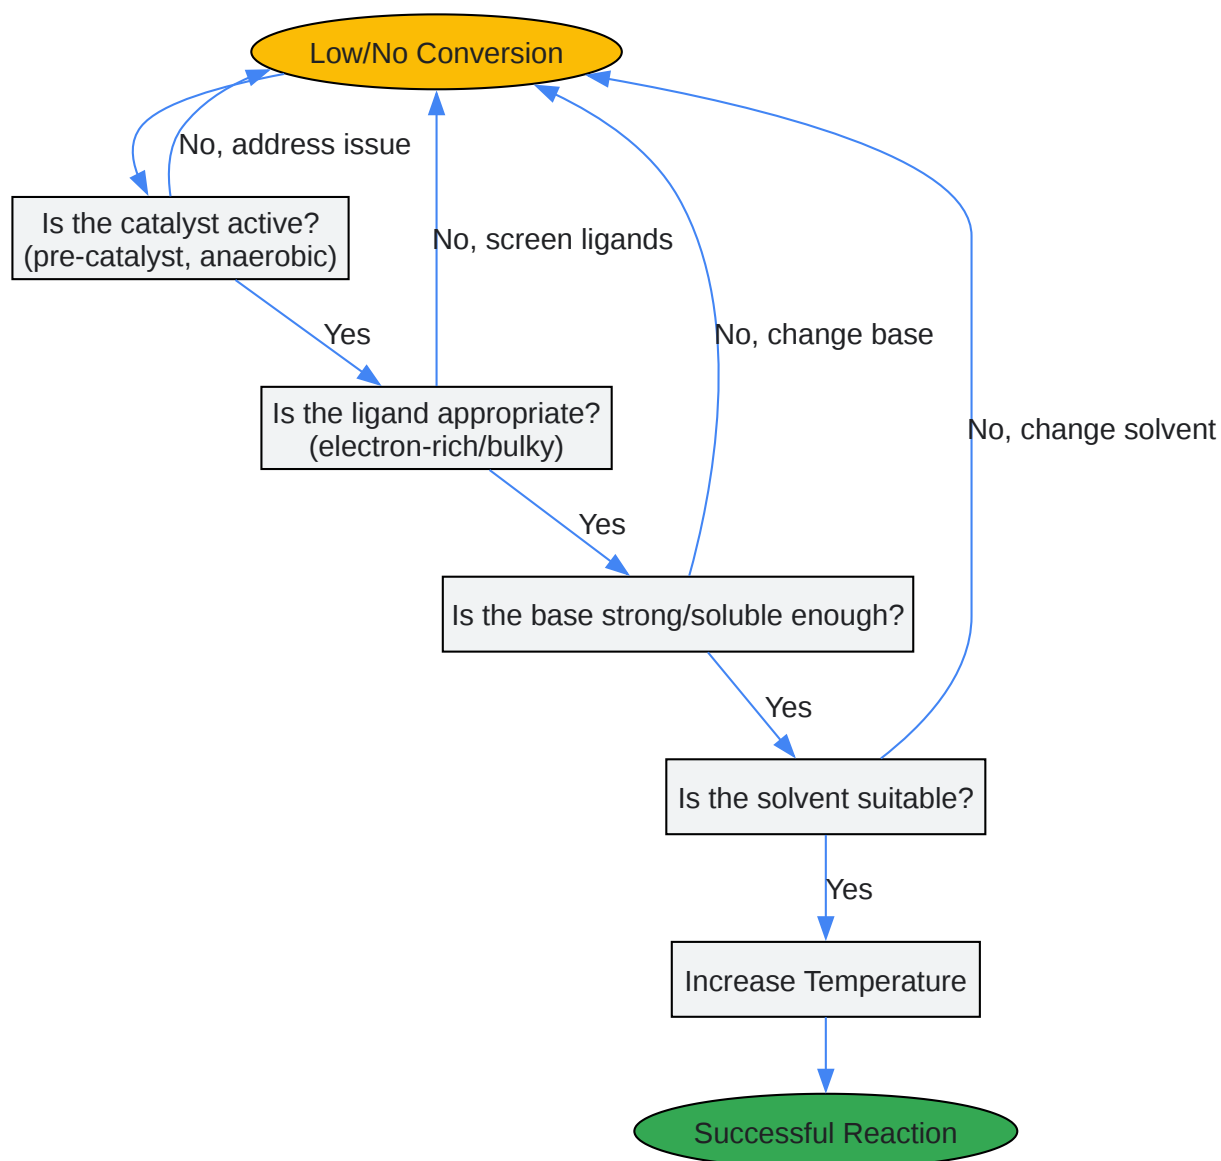 Low/No Conversion
No, address issue
Is the catalyst active?
(pre-catalyst, anaerobic)
No, screen ligands
Yes
No, change base
Is the ligand appropriate?
(electron-rich/bulky)
No, change solvent
Yes
Is the base strong/soluble enough?
Yes
Is the solvent suitable?
Yes
Increase Temperature
Successful Reaction